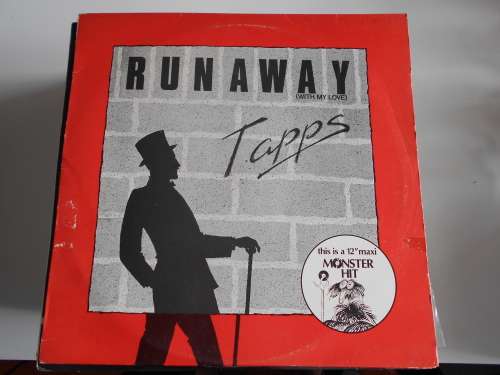 RUNAWAY
(WITH MY LOVE)
Tapps
this is a 12" maxi
MONSTER
HIT